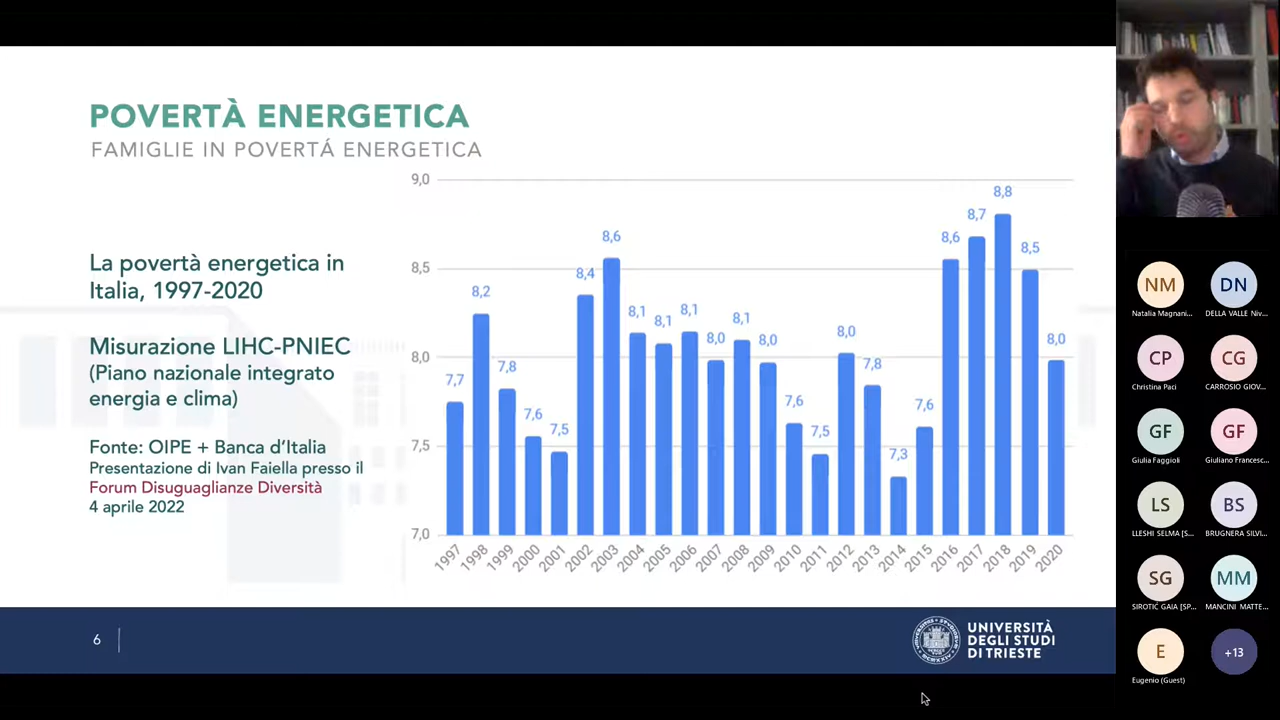 POVERTÀ ENERGETICA
FAMIGLIE IN POVERTÁ ENERGETICA
La povertà energetica in
Italia, 1997-2020
Misurazione LIHC-PNIEC
(Piano nazionale integrato
energia e clima)
Fonte: OIPE + Banca d'Italia
Presentazione di Ivan Faiella presso il
Forum Disuguaglianze Diversità
4 aprile 2022
9,0
8,5
8,0
7,5
7,0
7,7
8,2
7,8
7,6
7,5
8,4
8,6
8,1
8,1
8,1
8,0
8,1
8,0
7,6
7,5
8,0
7,8
7,3
7,6
8,6
8,7
8,8
8,5
8,0
1997
1998
1999
2000
2001
2002
2003
2004
2005
2006
2007
2008
2009
2010
2011
2012
2013
2014
2015
2016
2017
2018
2019
2020
6
UNIVERSITÀ
DEGLI STUDI
DI TRIESTE
NM
Natalia Magnani...
DN
DELLA VALLE Niv...
CP
Christina Paci
CG
CARROSIO GIOV...
GF
Giulia Faggioli
GF
Giuliano Francesc...
LS
LLESHI SELMA [S...
BS
BRUGNERA SILVI...
SG
SIROTIĆ GAIA [SP...
MM
MANCINI MATTE...
E
Eugenio (Guest)
+13